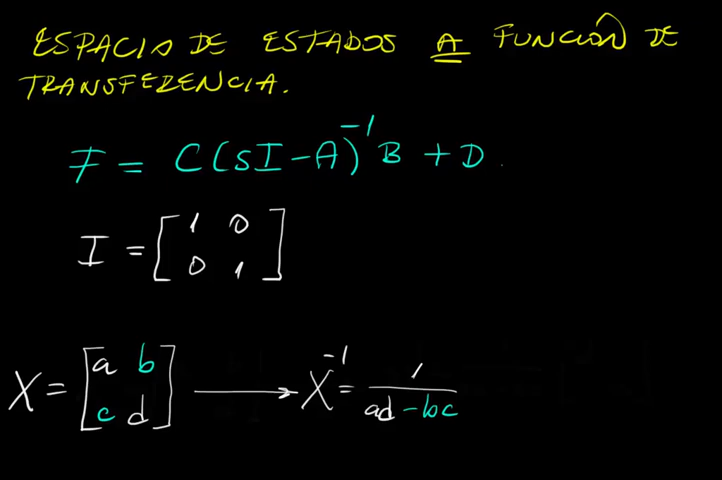 ESPACIO DE ESTADOS A FUNCIÓN DE
TRANSFERENCIA.
F = C(SI-A)^-1 B + D
I = [1 0
0 1]
X = [a b
c d] → X^-1 = 1/(ad-bc)